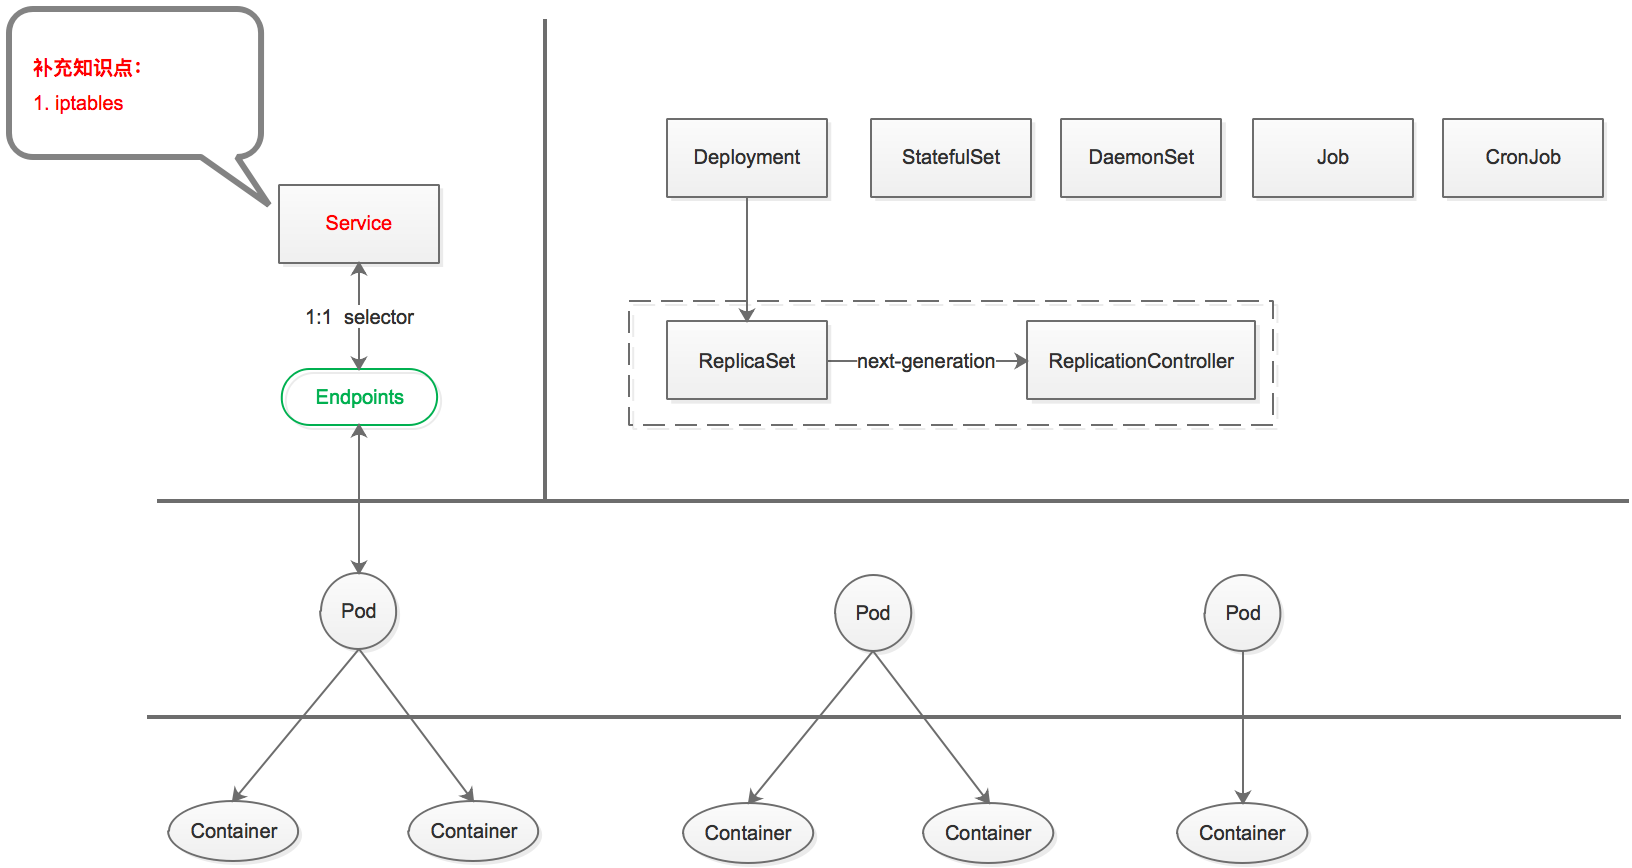 补充知识点：
1. iptables
Service
1:1 selector
Endpoints
Deployment
StatefulSet
DaemonSet
Job
CronJob
ReplicaSet
next-generation
ReplicationController
Pod
Pod
Pod
Container
Container
Container
Container
Container